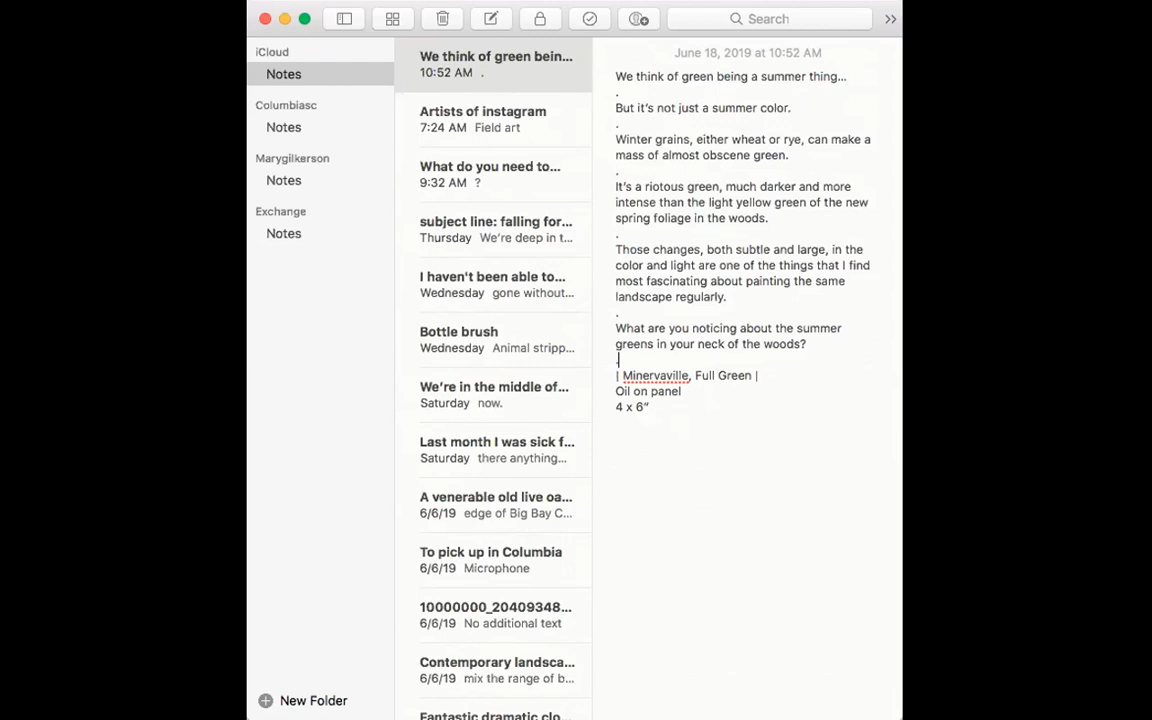 Search
iCloud
Notes
Columbiasc
Notes
Marygilkerson
Notes
Exchange
Notes
New Folder
We think of green bein...
10:52 AM .
Artists of instagram
7:24 AM Field art
What do you need to...
9:32 AM ?
subject line: falling for...
Thursday We're deep in t...
I haven't been able to...
Wednesday gone without...
Bottle brush
Wednesday Animal stripp...
We're in the middle of...
Saturday now.
Last month I was sick f...
Saturday there anything...
A venerable old live oa...
6/6/19 edge of Big Bay C...
To pick up in Columbia
6/6/19 Microphone
10000000_20409348...
6/6/19 No additional text
Contemporary landsca...
6/6/19 mix the range of b...
Fantastic dramatic clo...
June 18, 2019 at 10:52 AM
We think of green being a summer thing...
.
But it's not just a summer color.
.
Winter grains, either wheat or rye, can make a
mass of almost obscene green.
.
It's a riotous green, much darker and more
intense than the light yellow green of the new
spring foliage in the woods.
.
Those changes, both subtle and large, in the
color and light are one of the things that I find
most fascinating about painting the same
landscape regularly.
.
What are you noticing about the summer
greens in your neck of the woods?
.
| Minervaville, Full Green |
Oil on panel
4 x 6"